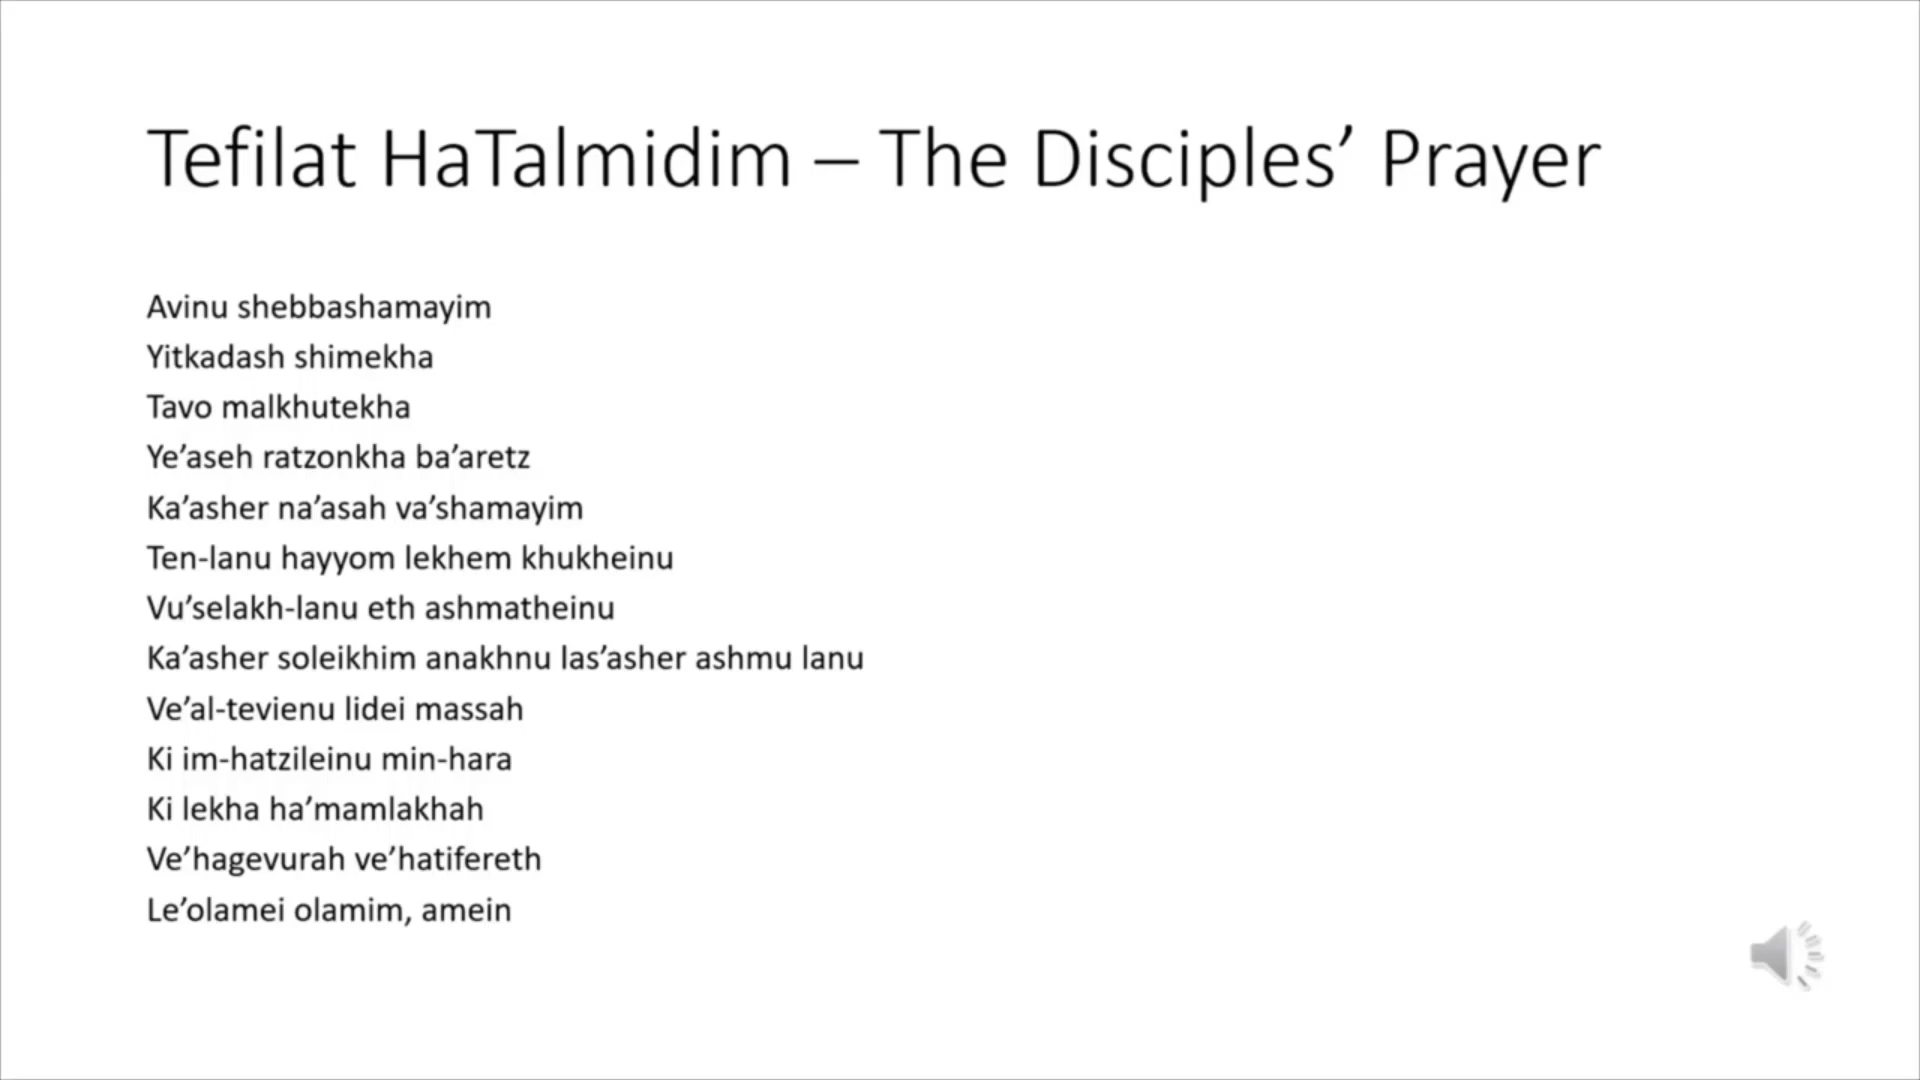 Tefilat HaTalmidim – The Disciples’ Prayer
Avinu shebbashamayim
Yitkadash shimekha
Tavo malkhutekha
Ye’aseh ratzonkha ba’aretz
Ka’asher na’asah va’shamayim
Ten-lanu hayyom lekhem khukheinu
Vu’selakh-lanu eth ashmatheinu
Ka’asher soleikhim anakhnu las’asher ashmu lanu
Ve’al-tevienu lidei massah
Ki im-hatzileinu min-hara
Ki lekha ha’mamlakhah
Ve’hagevurah ve’hatifereth
Le’olamei olamim, amein